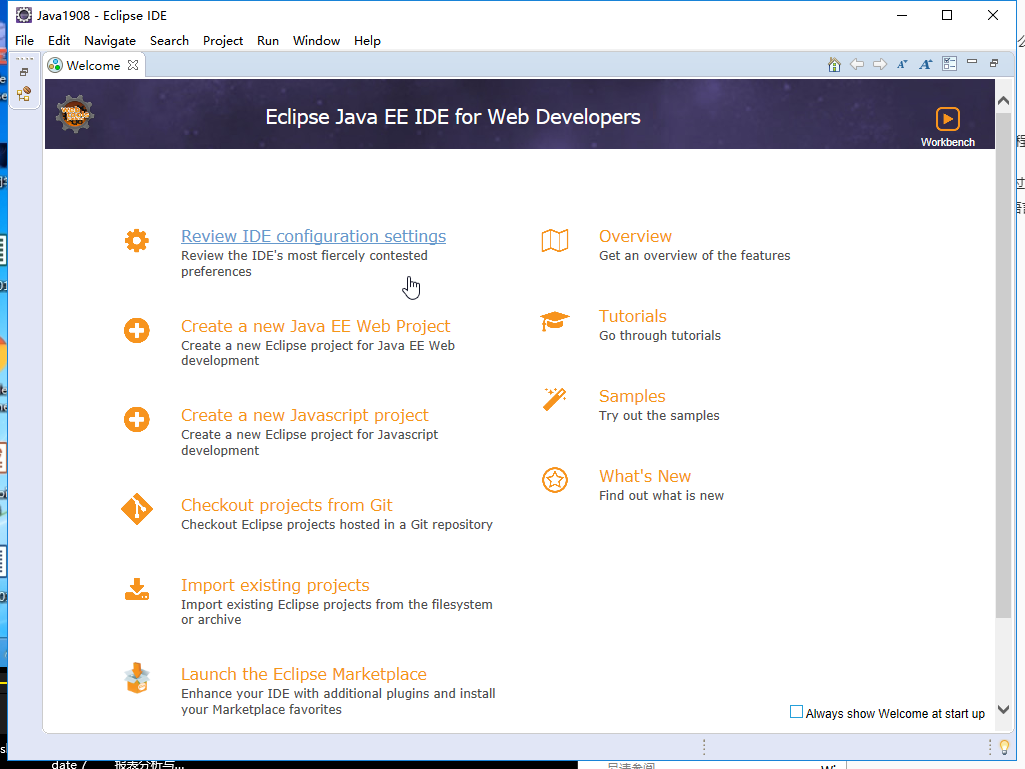 Java1908 - Eclipse IDE
File Edit Navigate Search Project Run Window Help
Welcome
Eclipse Java EE IDE for Web Developers
Workbench
Review IDE configuration settings
Review the IDE's most fiercely contested
preferences
Create a new Java EE Web Project
Create a new Eclipse project for Java EE Web
development
Create a new Javascript project
Create a new Eclipse project for Javascript
development
Checkout projects from Git
Checkout Eclipse projects hosted in a Git repository
Import existing projects
Import existing Eclipse projects from the filesystem
or archive
Launch the Eclipse Marketplace
Enhance your IDE with additional plugins and install
your Marketplace favorites
Overview
Get an overview of the features
Tutorials
Go through tutorials
Samples
Try out the samples
What's New
Find out what is new
Always show Welcome at start up